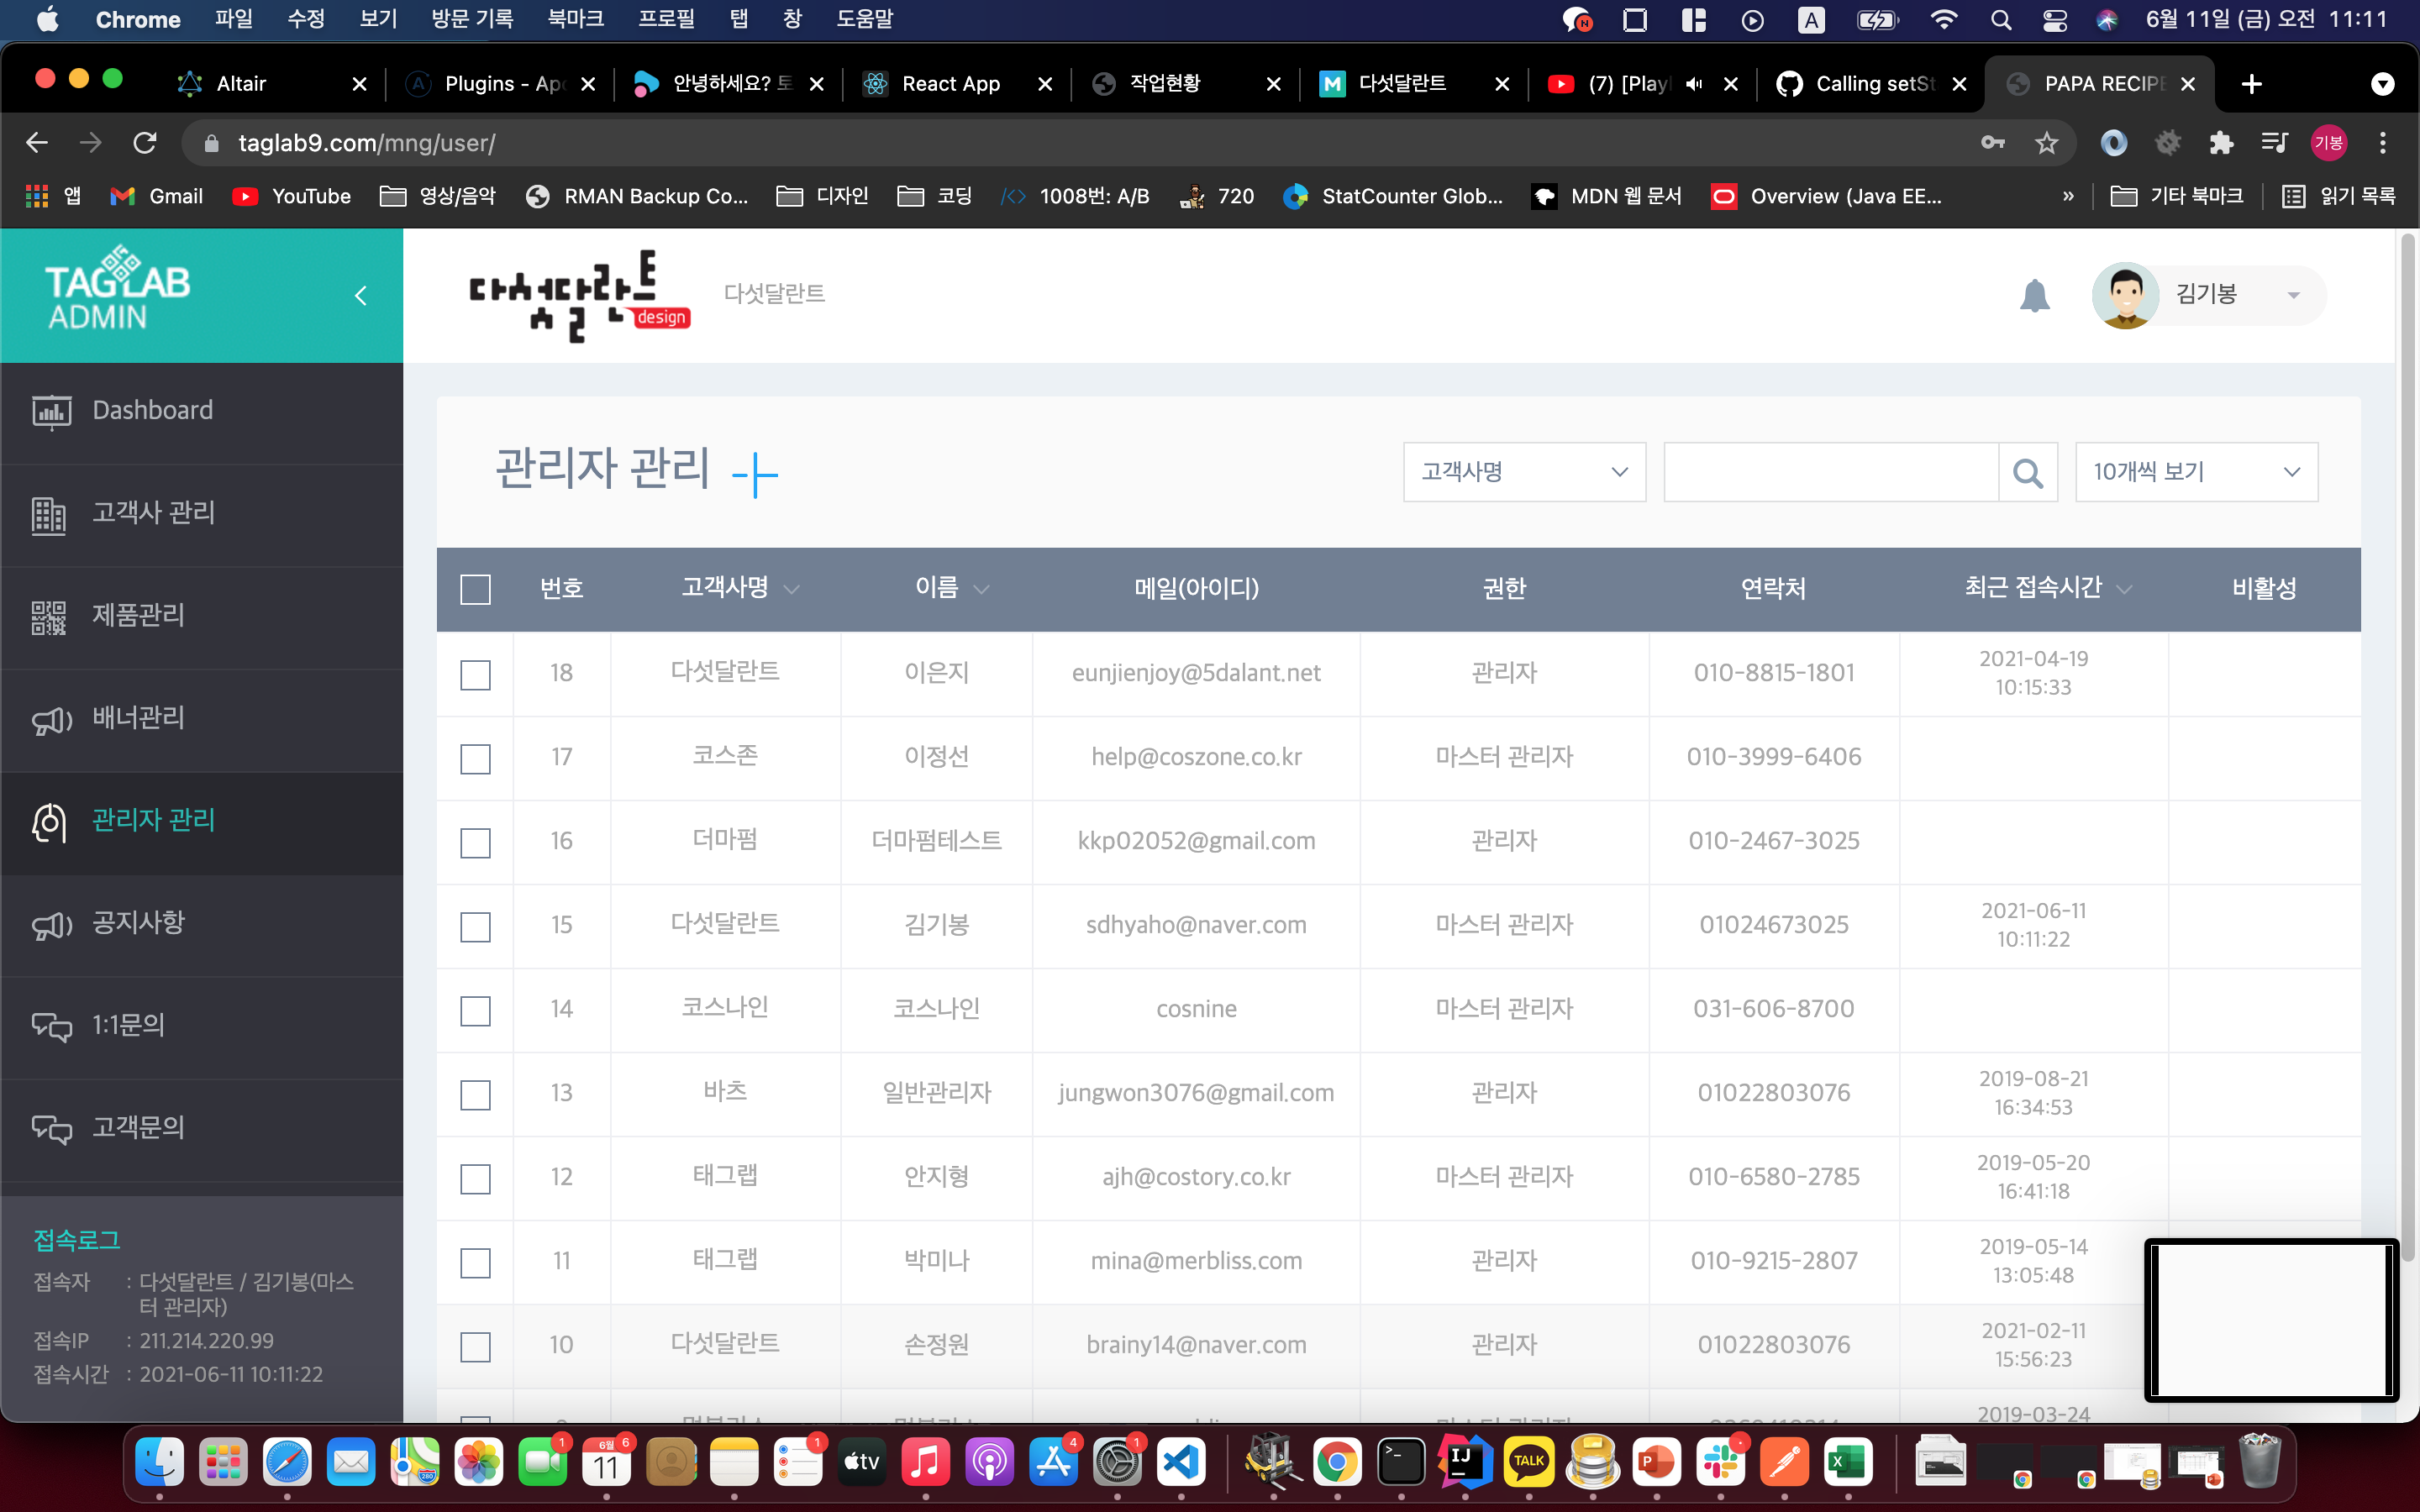 Chrome 파일 수정 보기 방문 기록 북마크 프로필 탭 창 도움말 A 6월 11일 (금) 오전 11:11
Altair Plugins - Ap 안녕하세요? 토 React App 작업현황 다섯달란트 (7) [Playl Calling setSt PAPA RECIPE
taglab9.com/mng/user/ 기봉
앱 Gmail YouTube 영상/음악 RMAN Backup Co... 디자인 코딩 1008번: A/B 720 StatCounter Glob... MDN 웹 문서 Overview (Java EE... » 기타 북마크 읽기 목록
TAGLAB
ADMIN
다섯달란트 design 다섯달란트 김기봉
Dashboard
고객사 관리
제품관리
배너관리
관리자 관리
공지사항
1:1문의
고객문의
접속로그
접속자 : 다섯달란트 / 김기봉(마스
터 관리자)
접속IP : 211.214.220.99
접속시간 : 2021-06-11 10:11:22
관리자 관리 고객사명 10개씩 보기
번호 고객사명 이름 메일(아이디) 권한 연락처 최근 접속시간 비활성
18 다섯달란트 이은지 eunjienjoy@5dalant.net 관리자 010-8815-1801 2021-04-19 10:15:33
17 코스존 이정선 help@coszone.co.kr 마스터 관리자 010-3999-6406
16 더마펌 더마펌테스트 kkp02052@gmail.com 관리자 010-2467-3025
15 다섯달란트 김기봉 sdhyaho@naver.com 마스터 관리자 01024673025 2021-06-11 10:11:22
14 코스나인 코스나인 cosnine 마스터 관리자 031-606-8700
13 바츠 일반관리자 jungwon3076@gmail.com 관리자 01022803076 2019-08-21 16:34:53
12 태그랩 안지형 ajh@costory.co.kr 마스터 관리자 010-6580-2785 2019-05-20 16:41:18
11 태그랩 박미나 mina@merbliss.com 관리자 010-9215-2807 2019-05-14 13:05:48
10 다섯달란트 손정원 brainy14@naver.com 관리자 01022803076 2021-02-11 15:56:23
2019-03-24
280 1 6월 6 11 1 tv 4 1 >_ IJ TALK P X